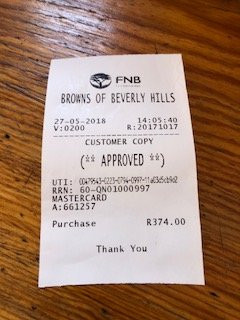 FNB
BROWNS OF BEVERLY HILLS
27-05-2018 14:05:40
V:0200 R:20171017
CUSTOMER COPY
(** APPROVED **)
UTI:
RRN: 60-QN01000997
MASTERCARD
A:661257
Purchase R374.00
Thank You